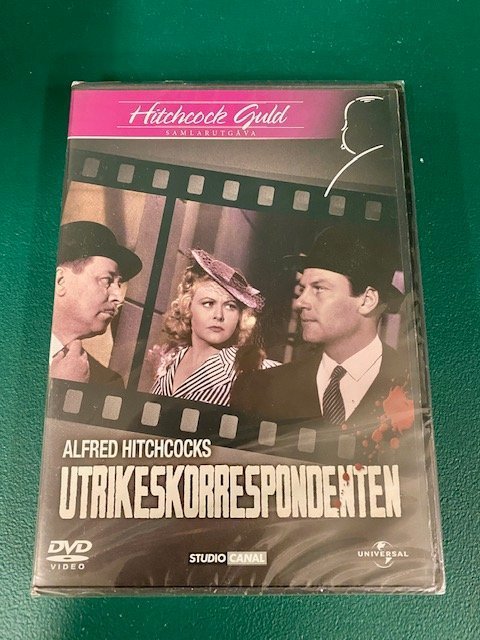 Hitchcock Guld
SAMLARUTGÅVA
ALFRED HITCHCOCKS
UTRIKESKORRESPONDENTEN
DVD
VIDEO
STUDIO CANAL
UNIVERSAL